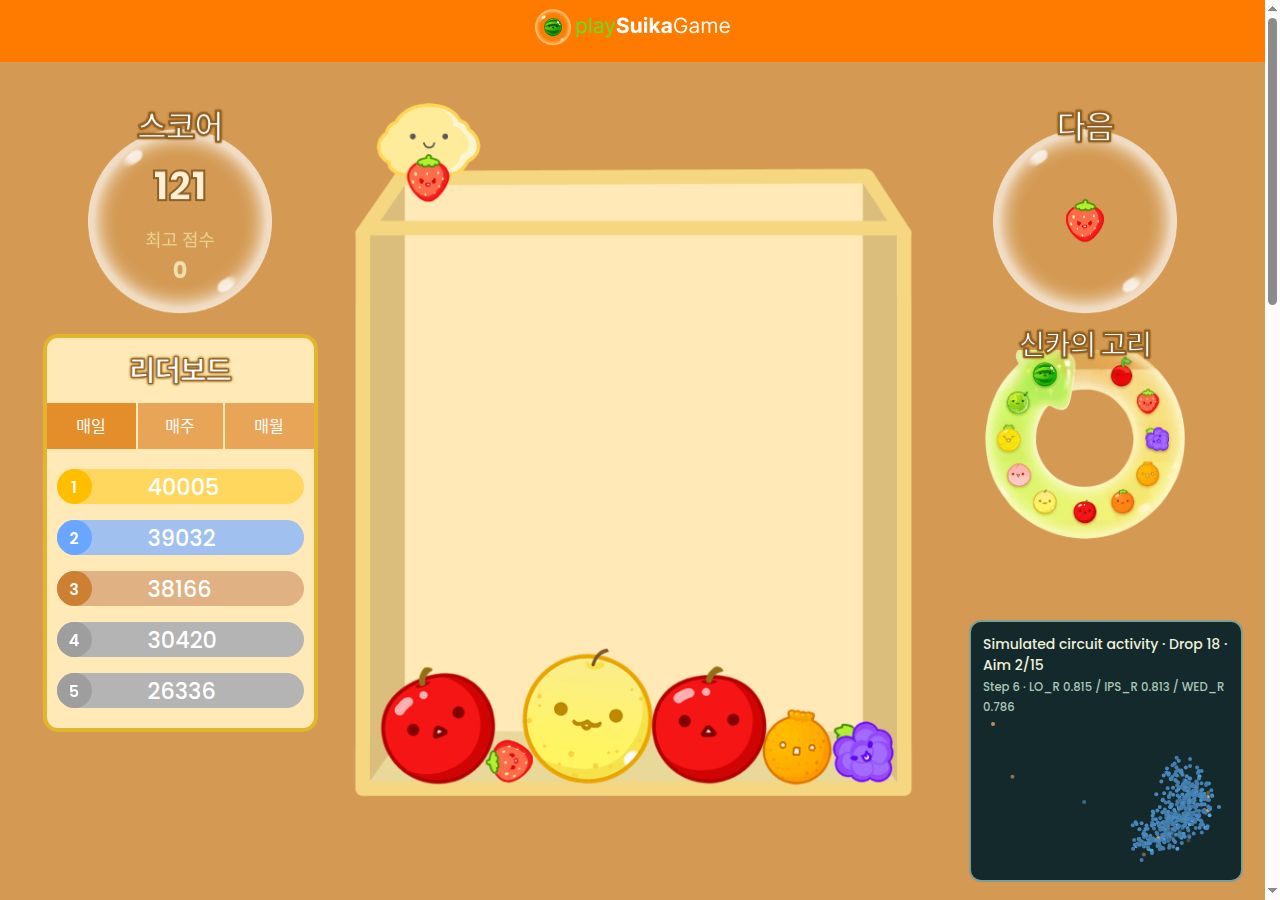 playSuikaGame
스코어
121
최고 점수
0
다음
신카의 고리
리더보드
매일 매주 매월
1 40005
2 39032
3 38166
4 30420
5 26336
Simulated circuit activity · Drop 18 ·
Aim 2/15
Step 6 · LO_R 0.815 / IPS_R 0.813 / WED_R
0.786